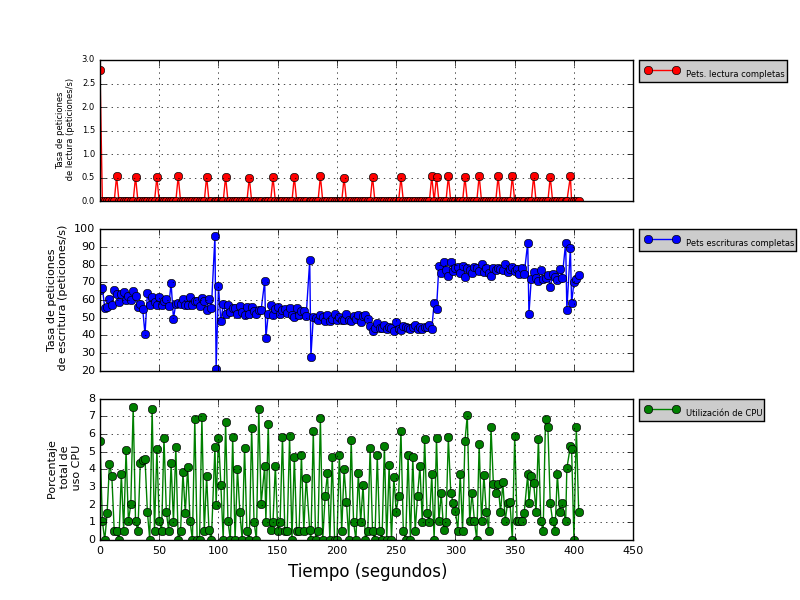 3.0
2.5
2.0
1.5
1.0
0.5
0.0
Tasa de peticiones
de lectura (peticiones/s)
Pets. lectura completas
100
90
80
70
60
50
40
30
20
Tasa de peticiones
de escritura (peticiones/s)
Pets escrituras completas
8
7
6
5
4
3
2
1
0
Porcentaje
total de
uso CPU
Utilización de CPU
0 50 100 150 200 250 300 350 400 450
Tiempo (segundos)